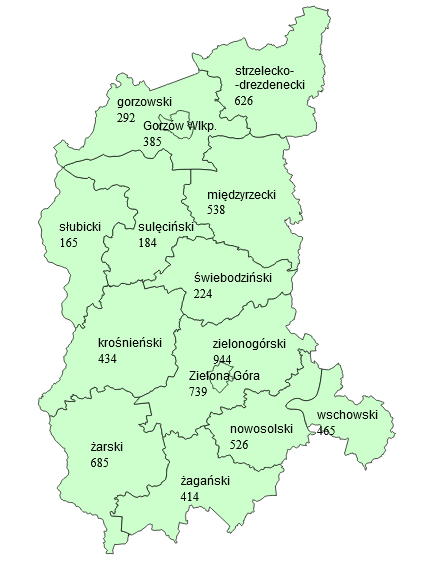 strzelecko-
-drezdenecki
626
gorzowski
292
Gorzów Wlkp.
385
międzyrzecki
538
słubicki
165
sulęciński
184
świebodziński
224
krośnieński
434
zielonogórski
944
Zielona Góra
739
wschowski
465
nowosolski
526
żarski
685
żagański
414